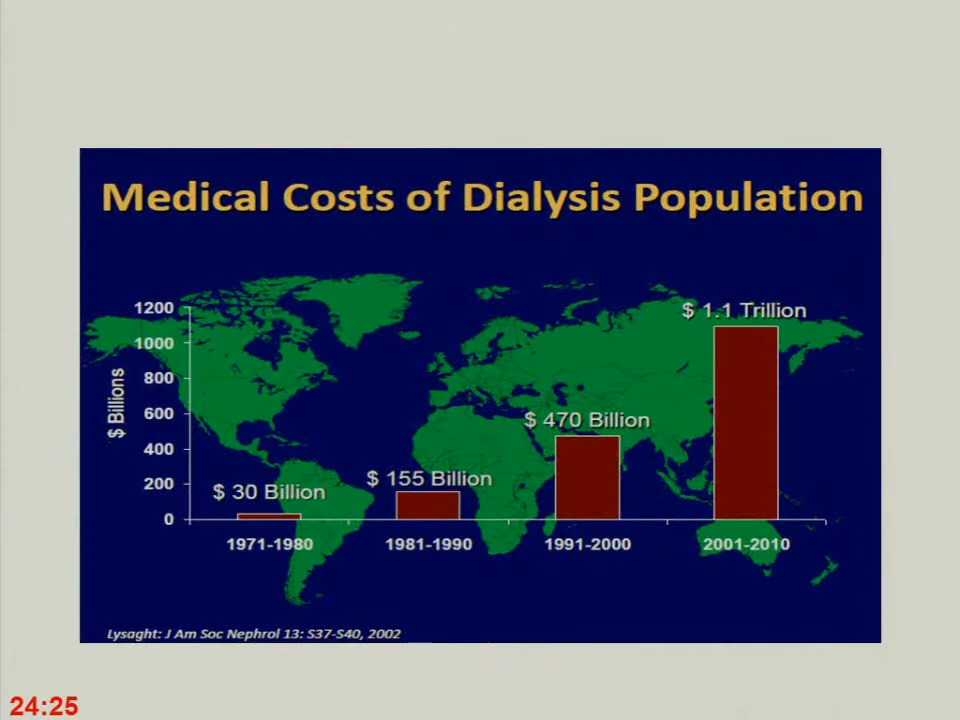 Medical Costs of Dialysis Population
$ Billions
1200
1000
800
600
400
200
0
$ 30 Billion
$ 155 Billion
$ 470 Billion
$ 1.1 Trillion
1971-1980
1981-1990
1991-2000
2001-2010
Lysaght: J Am Soc Nephrol 13: S37-S40, 2002
24:25